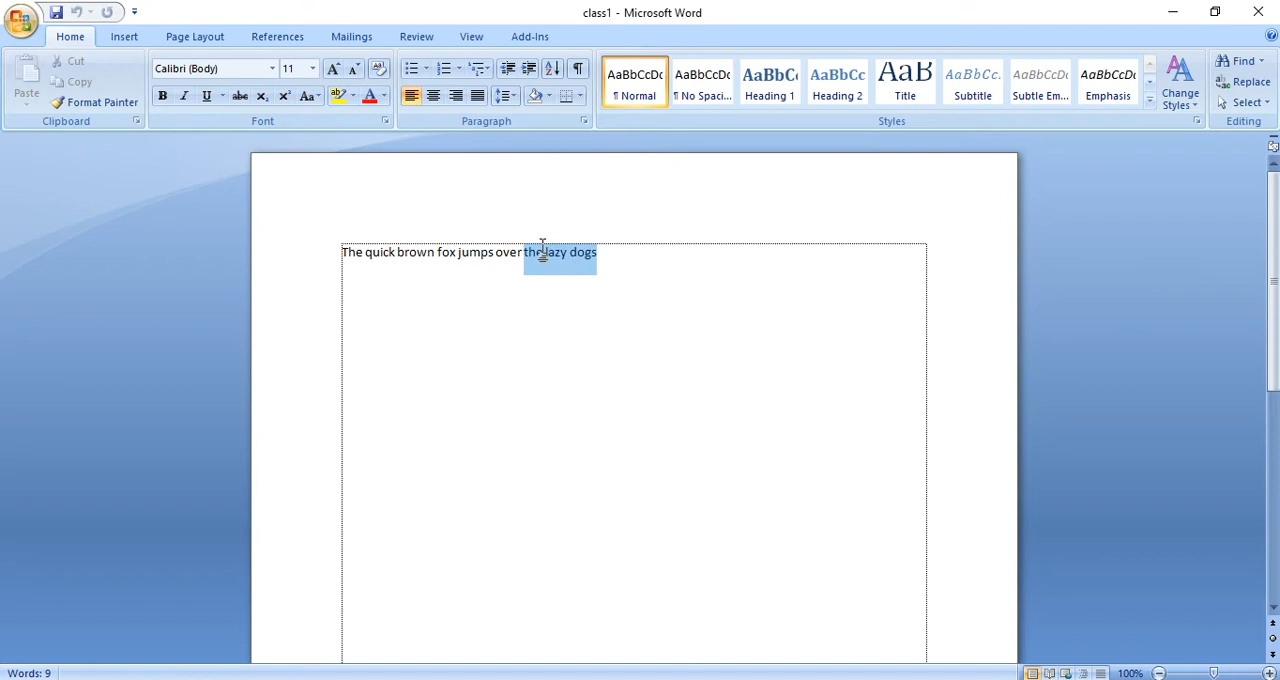 class1 - Microsoft Word
Home Insert Page Layout References Mailings Review View Add-Ins
Paste
Cut
Copy
Format Painter
Clipboard
Calibri (Body) 11
B I U abc X₂ X² Aa ab A
Font
Paragraph
AaBbCcDc AaBbCcDc AaBbCc AaBbCc AaB AaBbCc. AaBbCcDc AaBbCcDc
¶ Normal ¶ No Spaci... Heading 1 Heading 2 Title Subtitle Subtle Em... Emphasis
Change Styles
Styles
Find
Replace
Select
Editing
The quick brown fox jumps over the lazy dogs
Words: 9
100%